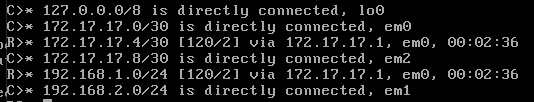 C>* 127.0.0.0/8 is directly connected, lo0
C>* 172.17.17.0/30 is directly connected, em0
R>* 172.17.17.4/30 [120/2] via 172.17.17.1, em0, 00:02:36
C>* 172.17.17.8/30 is directly connected, em2
R>* 192.168.1.0/24 [120/2] via 172.17.17.1, em0, 00:02:36
C>* 192.168.2.0/24 is directly connected, em1